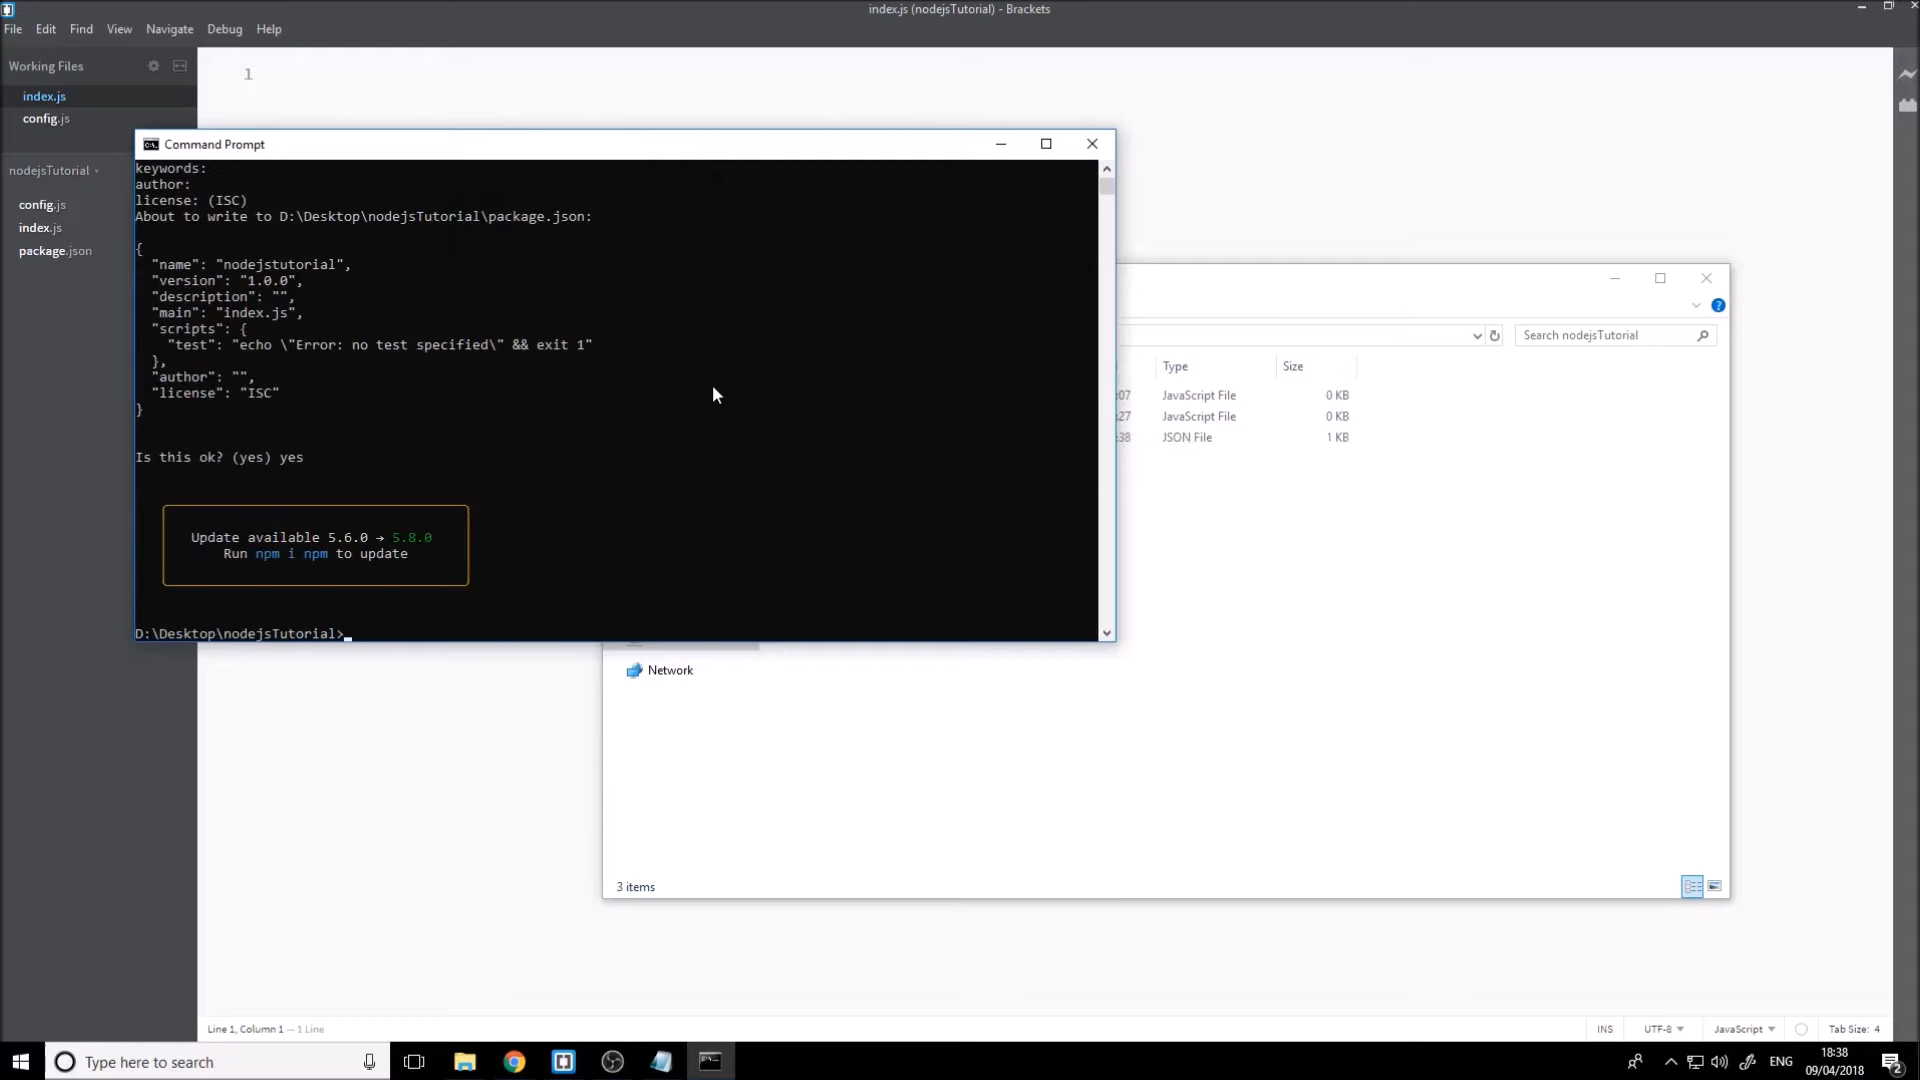 index.js (nodejsTutorial) - Brackets
File Edit Find View Navigate Debug Help
Working Files
index.js
config.js
nodejsTutorial
config.js
index.js
package.json
1
Command Prompt
keywords:
author:
license: (ISC)
About to write to D:\Desktop\nodejsTutorial\package.json:
{
"name": "nodejstutorial",
"version": "1.0.0",
"description": "",
"main": "index.js",
"scripts": {
"test": "echo \"Error: no test specified\" && exit 1"
},
"author": "",
"license": "ISC"
}
Is this ok? (yes) yes
Update available 5.6.0 → 5.8.0
Run npm i npm to update
D:\Desktop\nodejsTutorial>
Search nodejsTutorial
Type Size
:07 JavaScript File 0 KB
:27 JavaScript File 0 KB
:38 JSON File 1 KB
Network
3 items
Line 1, Column 1 — 1 Line
INS UTF-8 JavaScript Tab Size: 4
Type here to search
ENG
18:38
09/04/2018
2